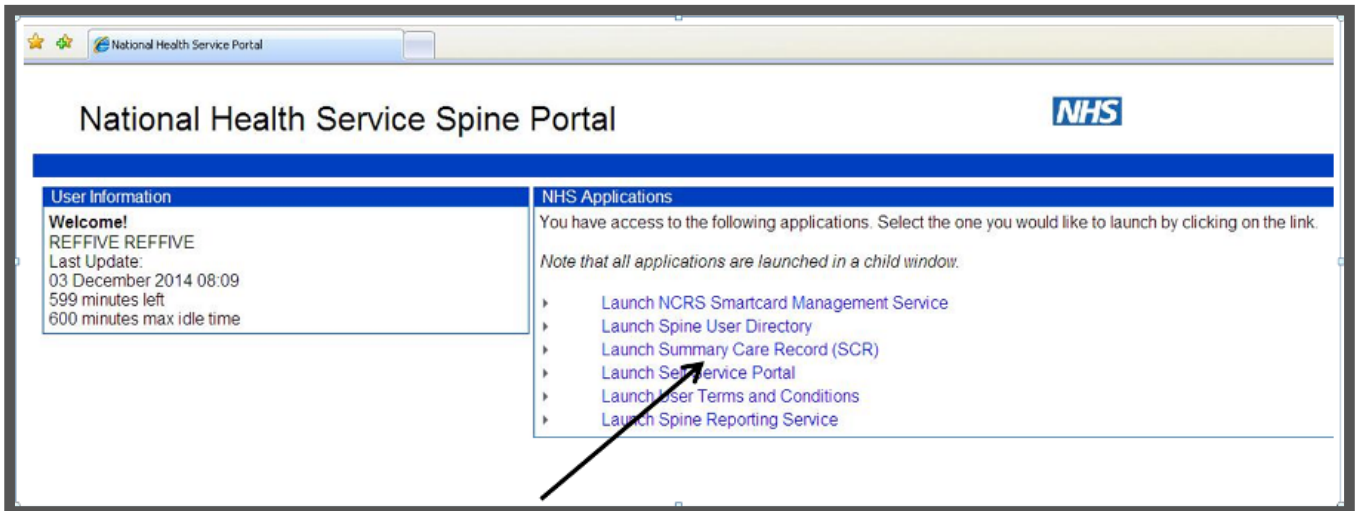 National Health Service Portal
National Health Service Spine Portal
NHS
User Information
Welcome!
REFFIVE REFFIVE
Last Update:
03 December 2014 08:09
599 minutes left
600 minutes max idle time
NHS Applications
You have access to the following applications. Select the one you would like to launch by clicking on the link.
Note that all applications are launched in a child window.
Launch NCRS Smartcard Management Service
Launch Spine User Directory
Launch Summary Care Record (SCR)
Launch Self Service Portal
Launch User Terms and Conditions
Launch Spine Reporting Service